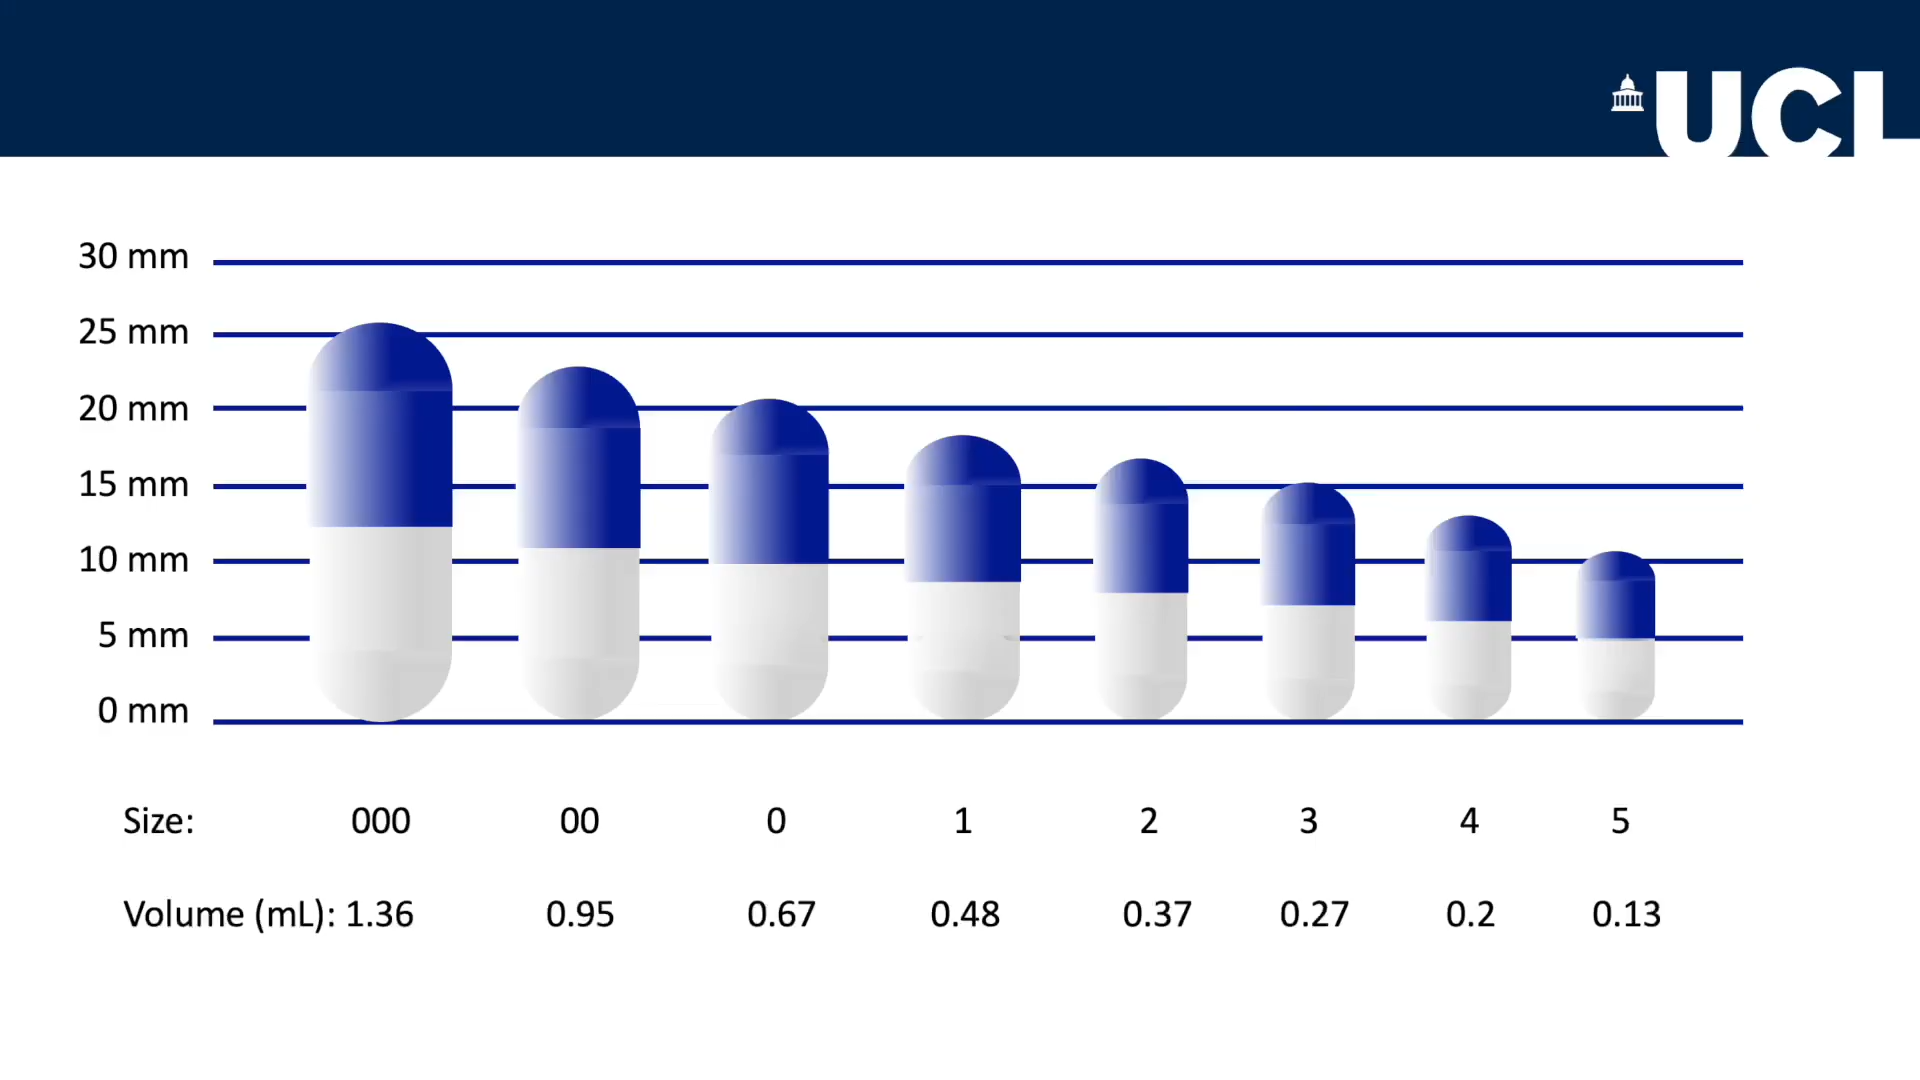 UCL
30 mm
25 mm
20 mm
15 mm
10 mm
5 mm
0 mm
Size: 000 00 0 1 2 3 4 5
Volume (mL): 1.36 0.95 0.67 0.48 0.37 0.27 0.2 0.13